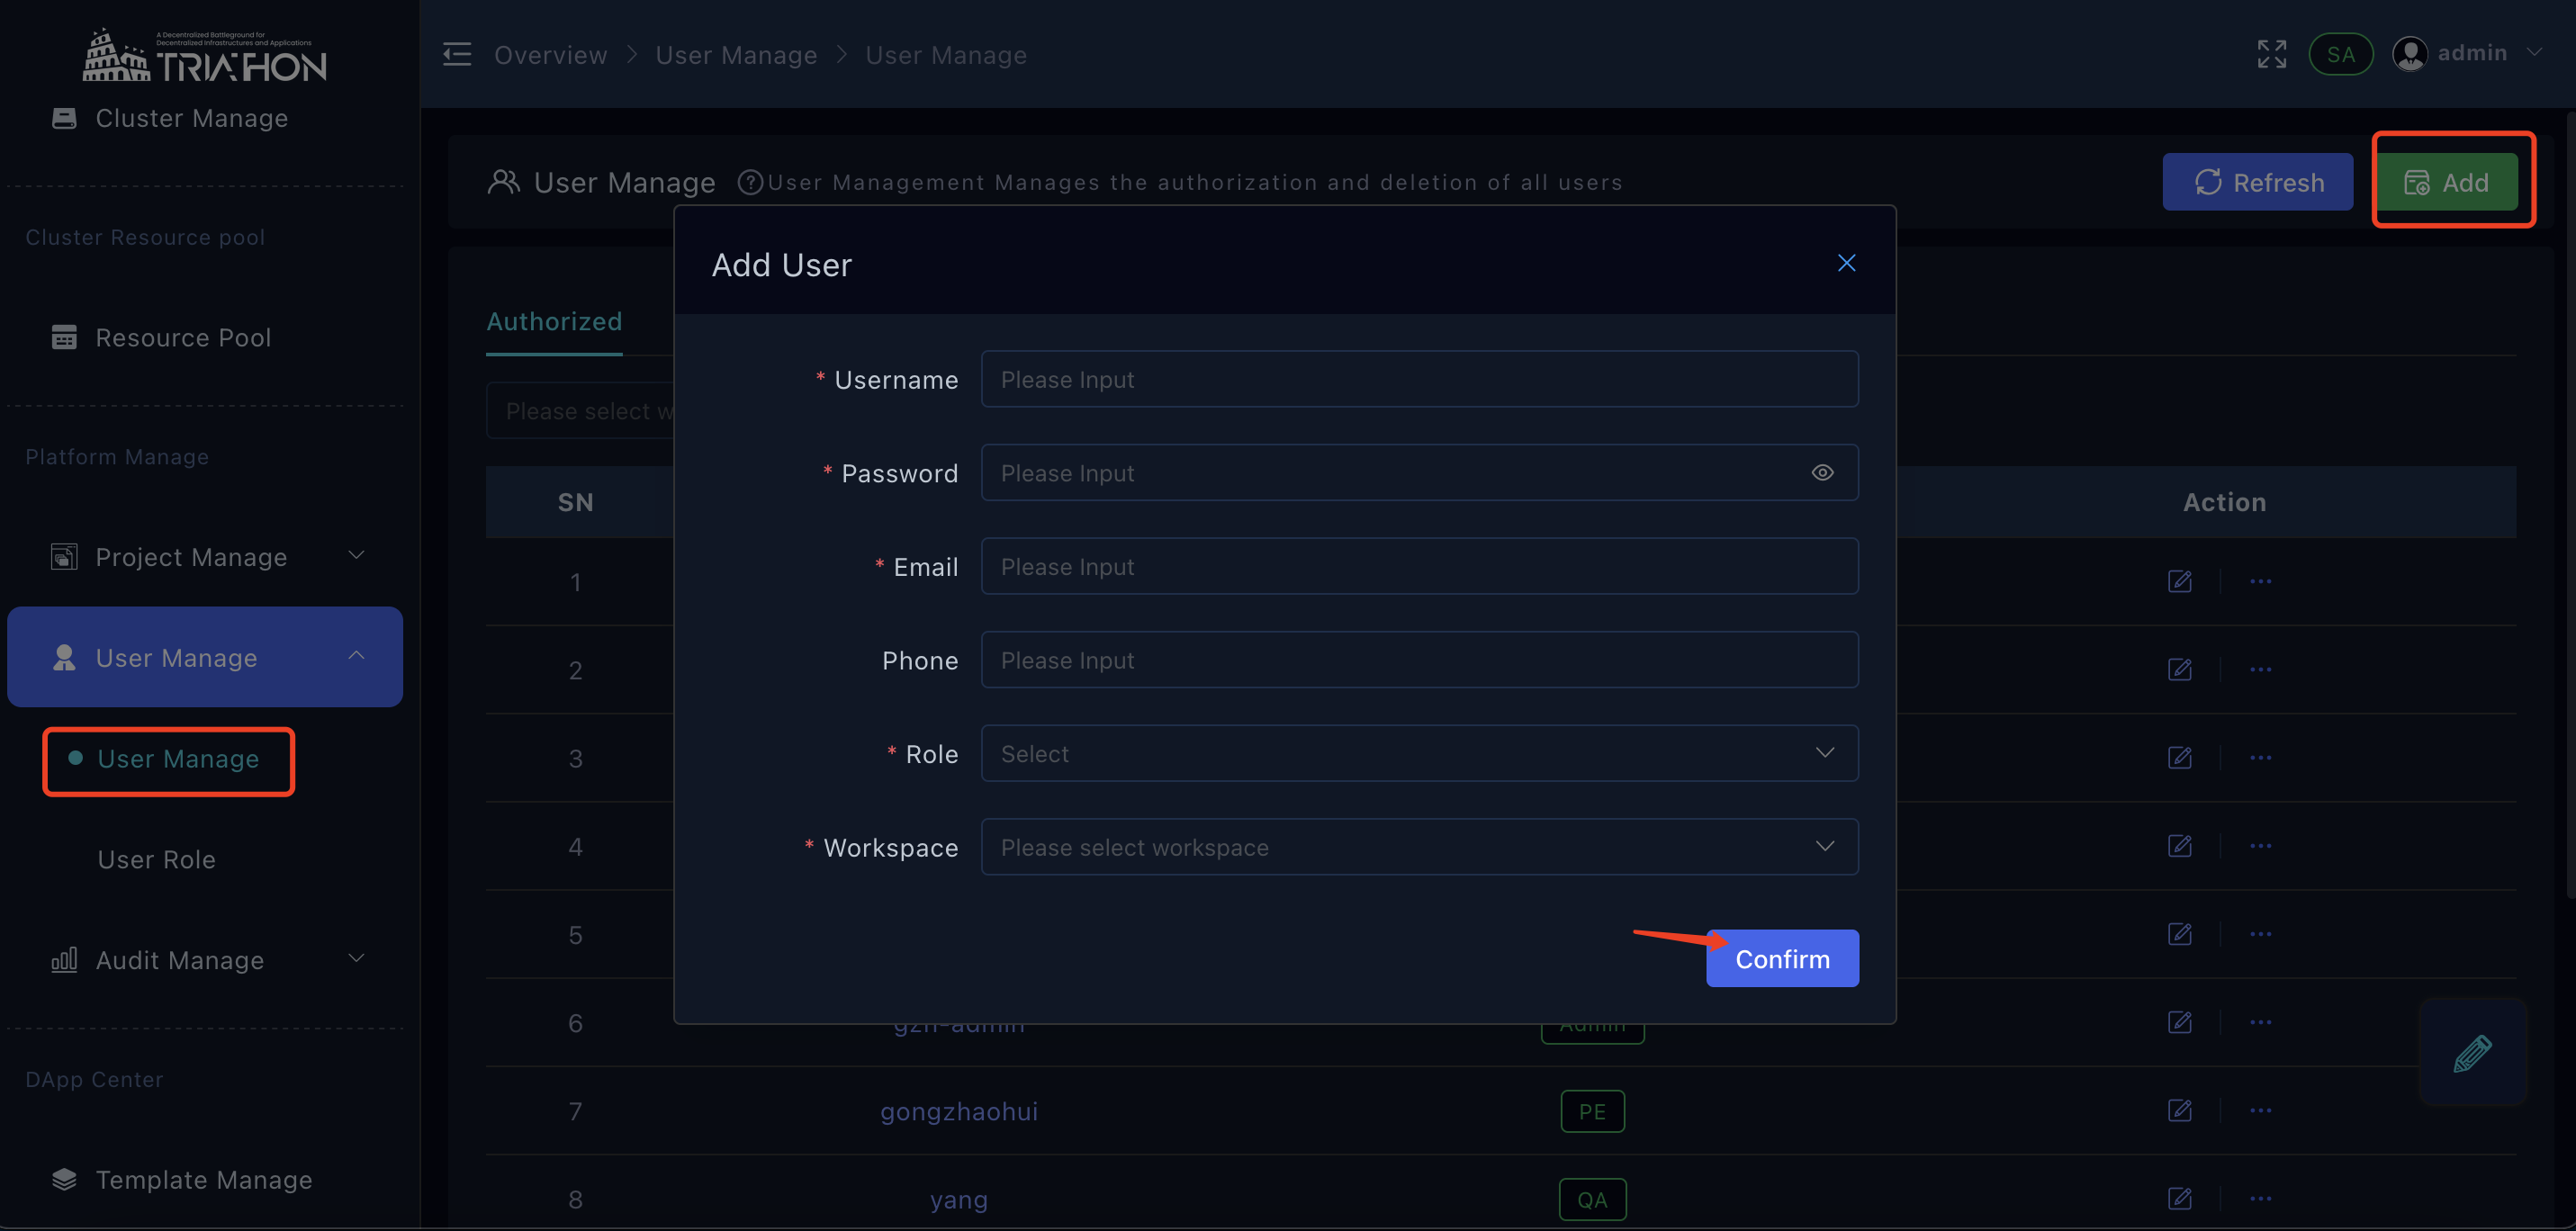 A Decentralized Battleground for
Decentralized Infrastructures and Applications
TRIATHON
Cluster Manage
Cluster Resource pool
Resource Pool
Platform Manage
Project Manage
User Manage
User Manage
User Role
Audit Manage
DApp Center
Template Manage
Overview > User Manage > User Manage
SA
admin
User Manage
User Management Manages the authorization and deletion of all users
Refresh
Add
Authorized
Please select w
SN
Action
1
2
3
4
5
6 gzh-admin Admin
7 gongzhaohui PE
8 yang QA
Add User
* Username Please Input
* Password Please Input
* Email Please Input
Phone Please Input
* Role Select
* Workspace Please select workspace
Confirm